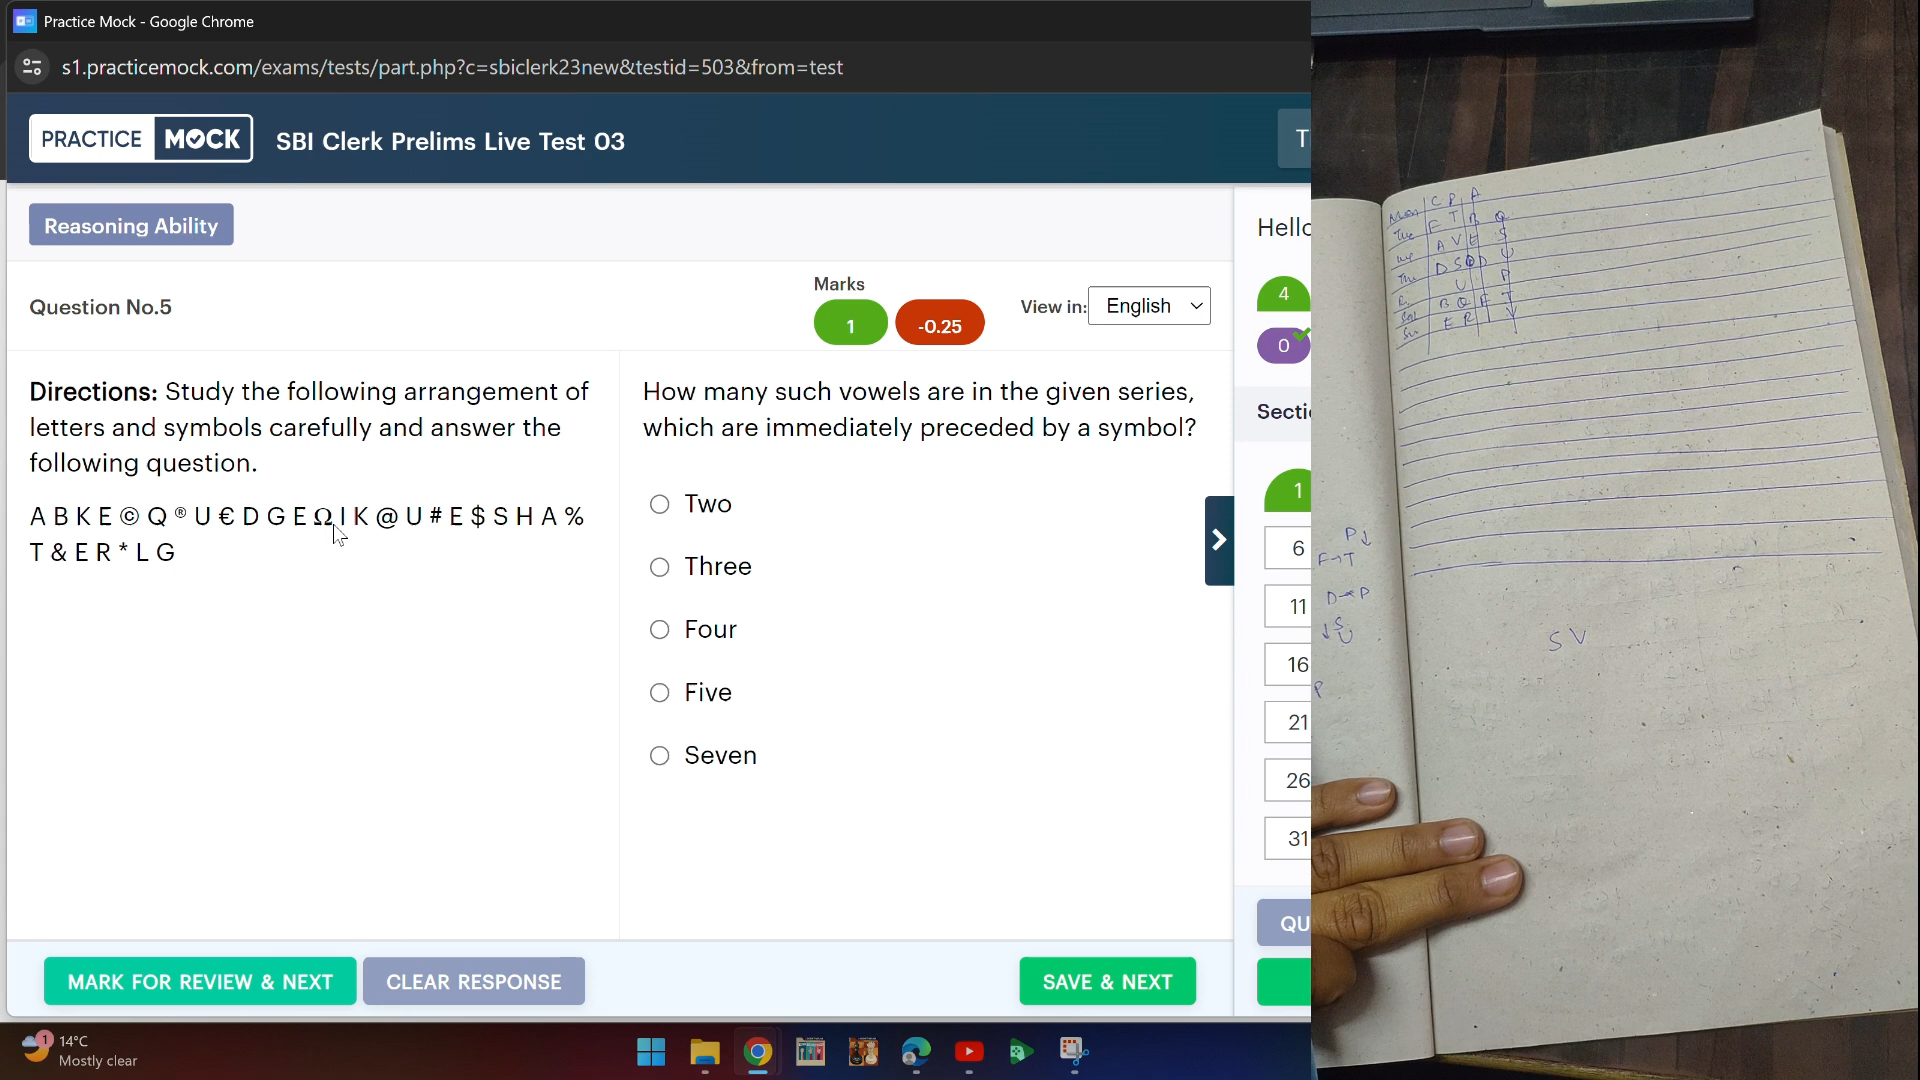 Practice Mock - Google Chrome
s1.practicemock.com/exams/tests/part.php?c=sbiclerk23new&testid=503&from=test
PRACTICE MOCK
SBI Clerk Prelims Live Test 03
T
Reasoning Ability
Hello
Question No.5
Marks
1
-0.25
View in:
English
4
0
Directions: Study the following arrangement of
letters and symbols carefully and answer the
following question.
A B K E © Q ® U € D G E Ω I K @ U # E $ S H A %
T & E R * L G
How many such vowels are in the given series,
which are immediately preceded by a symbol?
Two
Three
Four
Five
Seven
Secti
1
6
11
16
21
26
31
QU
MARK FOR REVIEW & NEXT
CLEAR RESPONSE
SAVE & NEXT
1
14°C
Mostly clear
C P A
F T B Q
A V E S
B Q F T
E R
P↓
F→T
S V
P